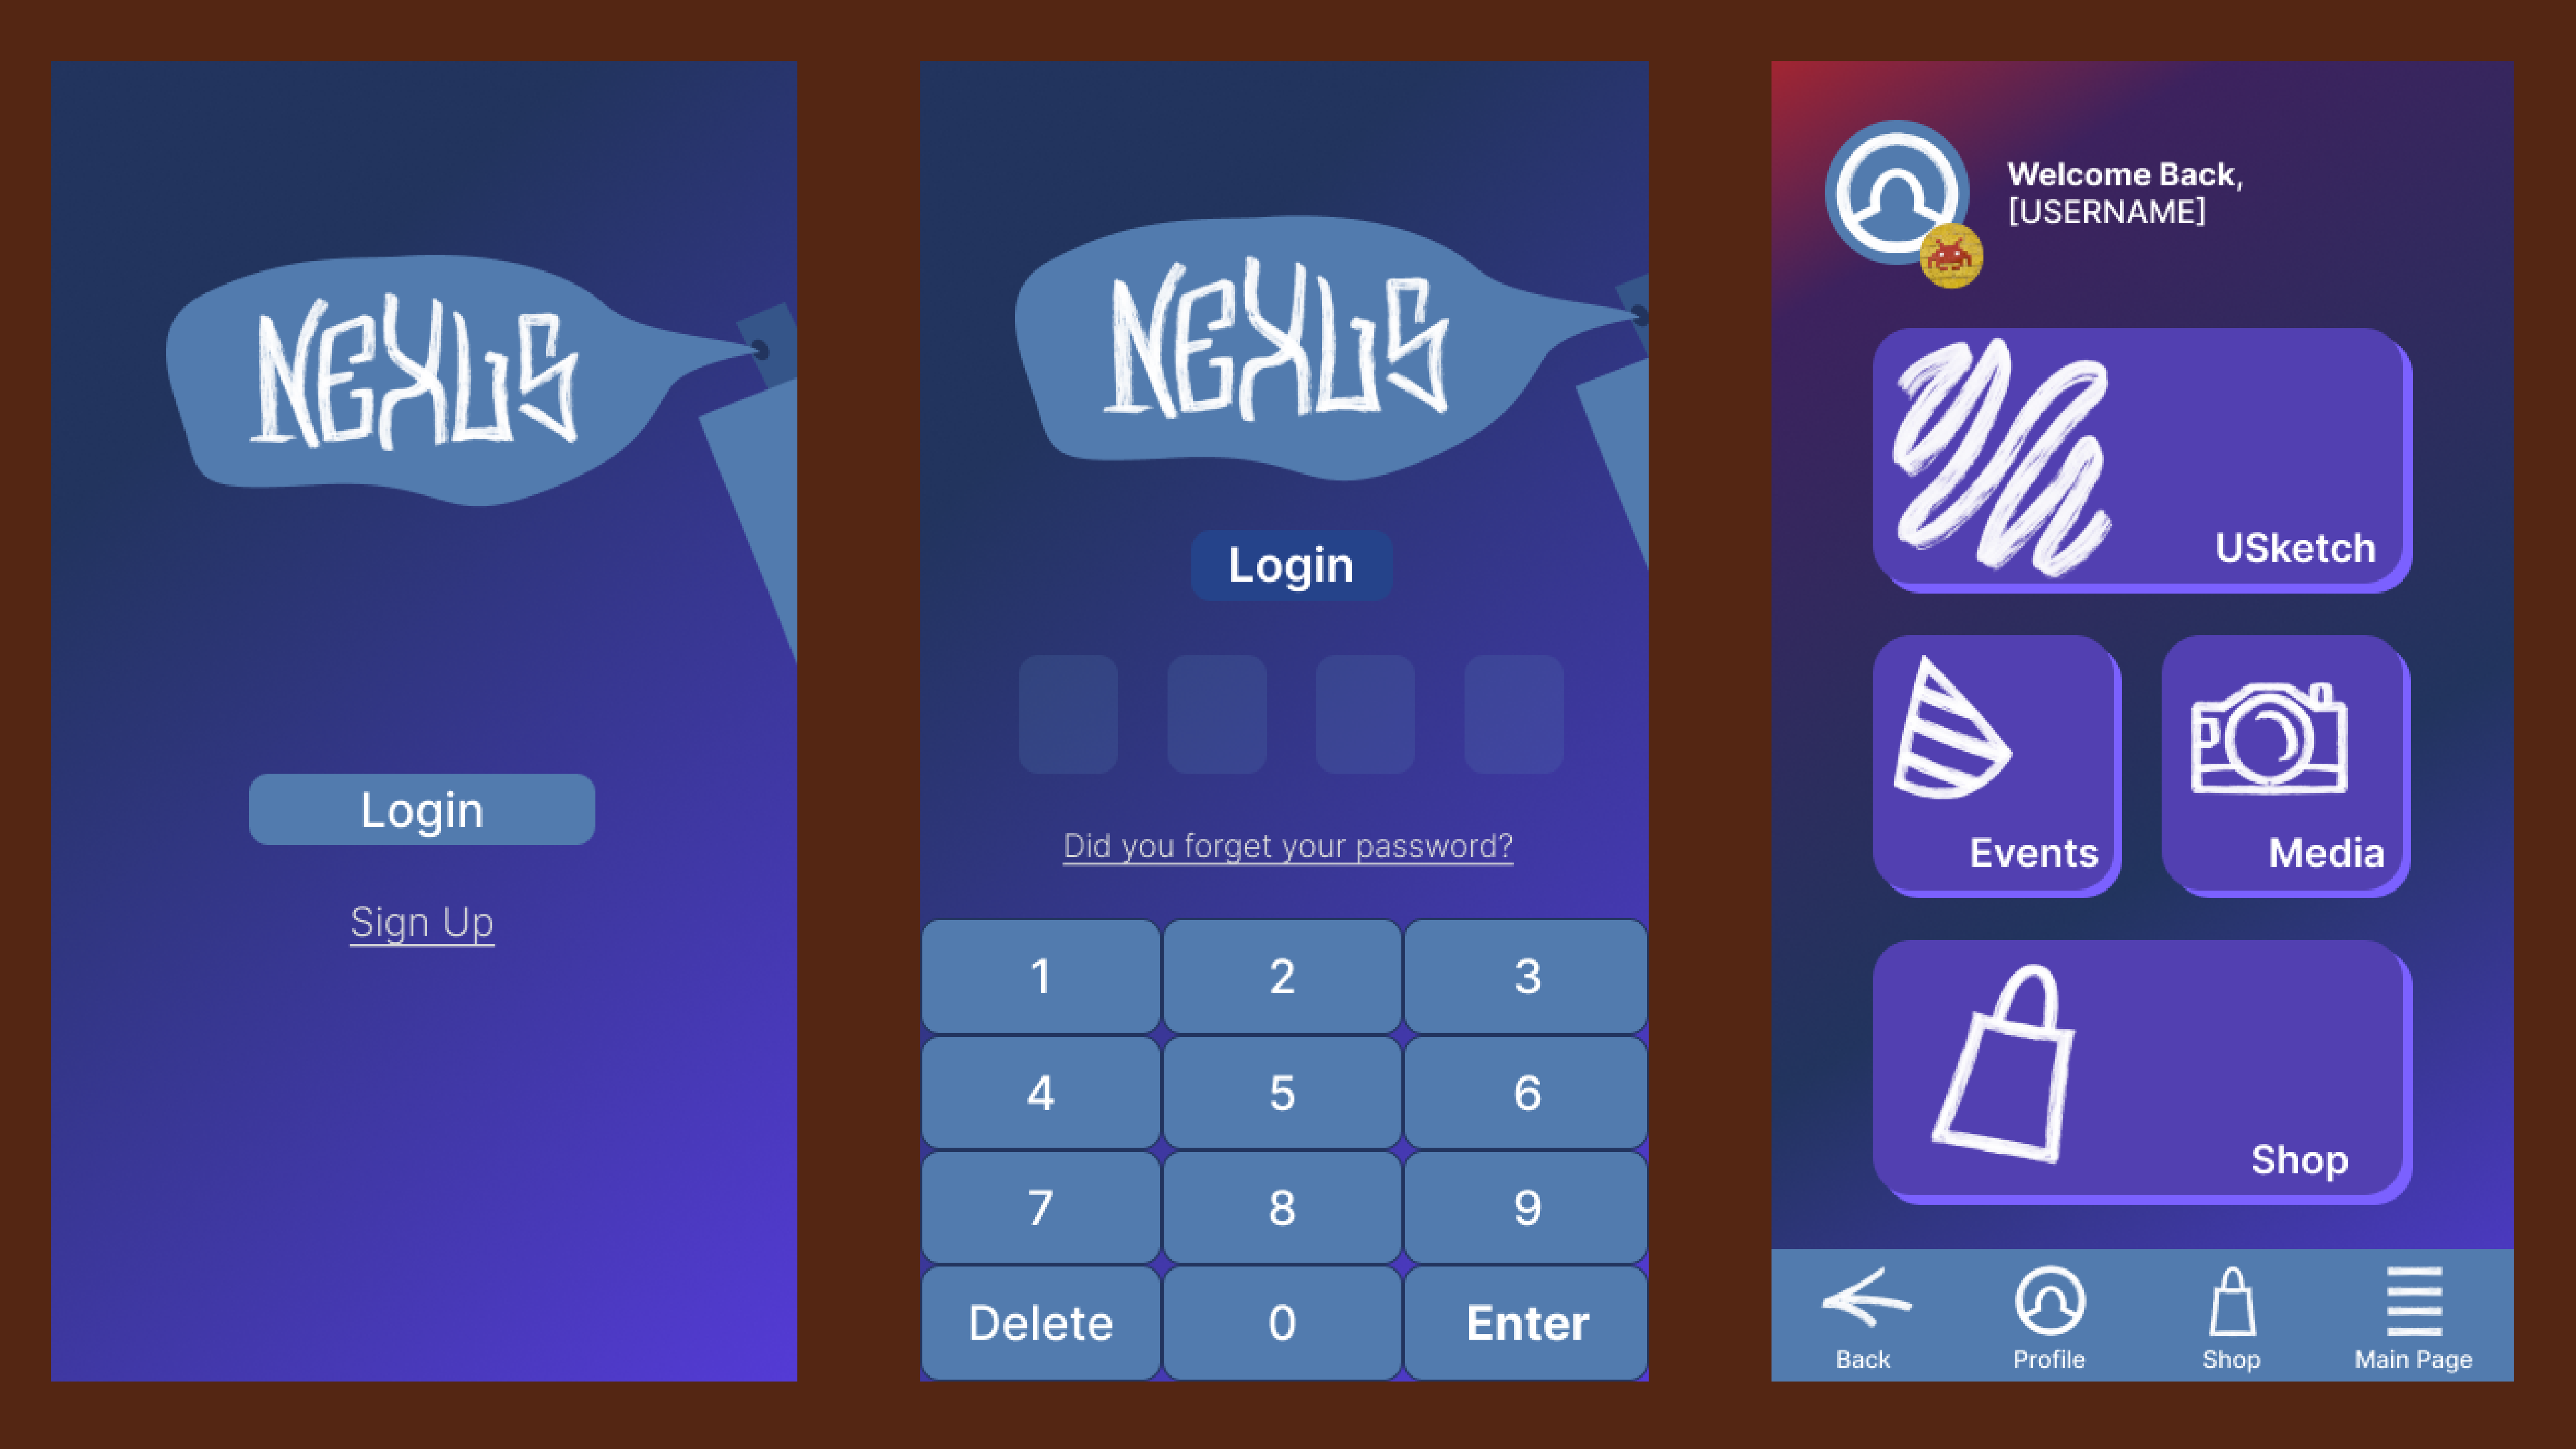 NEXUS
Login
Sign Up
NEXUS
Login
Did you forget your password?
1 2 3
4 5 6
7 8 9
Delete 0 Enter
Welcome Back,
[USERNAME]
USketch
Events Media
Shop
Back Profile Shop Main Page